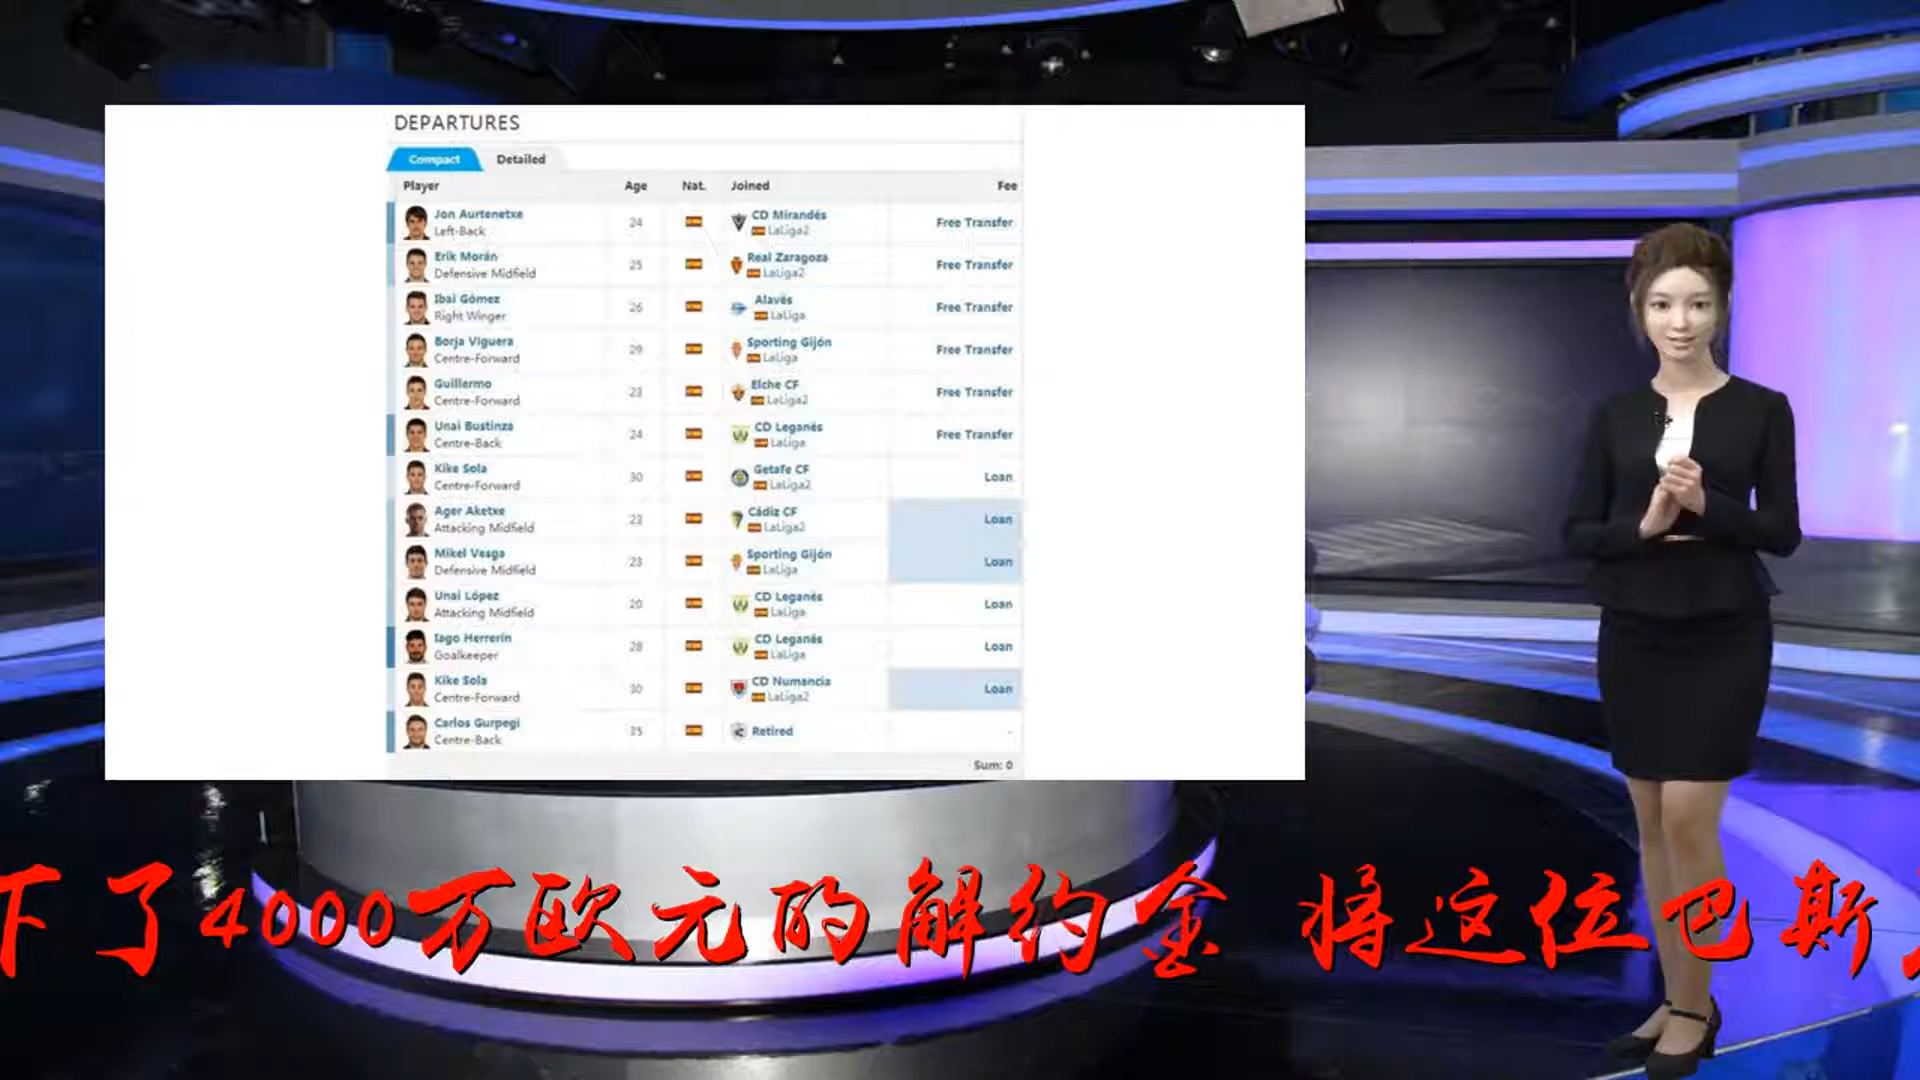 DEPARTURES
Compact Detailed
Player Age Nat. Joined Fee
Jon Aurtenetxe 24 CD Mirandés Free Transfer
Left-Back LaLiga2
Erik Morán 25 Real Zaragoza Free Transfer
Defensive Midfield LaLiga2
Ibai Gómez 26 Alavés Free Transfer
Right Winger LaLiga
Borja Viguera 29 Sporting Gijón Free Transfer
Centre-Forward LaLiga
Guillermo 23 Elche CF Free Transfer
Centre-Forward LaLiga2
Unai Bustinza 24 CD Leganés Free Transfer
Centre-Back LaLiga
Kike Sola 30 Getafe CF Loan
Centre-Forward LaLiga2
Ager Aketxe 22 Cádiz CF Loan
Attacking Midfield LaLiga2
Mikel Vesga 23 Sporting Gijón Loan
Defensive Midfield LaLiga
Unai López 20 CD Leganés Loan
Attacking Midfield LaLiga
Iago Herrerín 28 CD Leganés Loan
Goalkeeper LaLiga
Kike Sola 30 CD Numancia Loan
Centre-Forward LaLiga2
Carlos Gurpegi 35 Retired -
Centre-Back
Sum: 0
下了4000万欧元的解约金 将这位巴斯